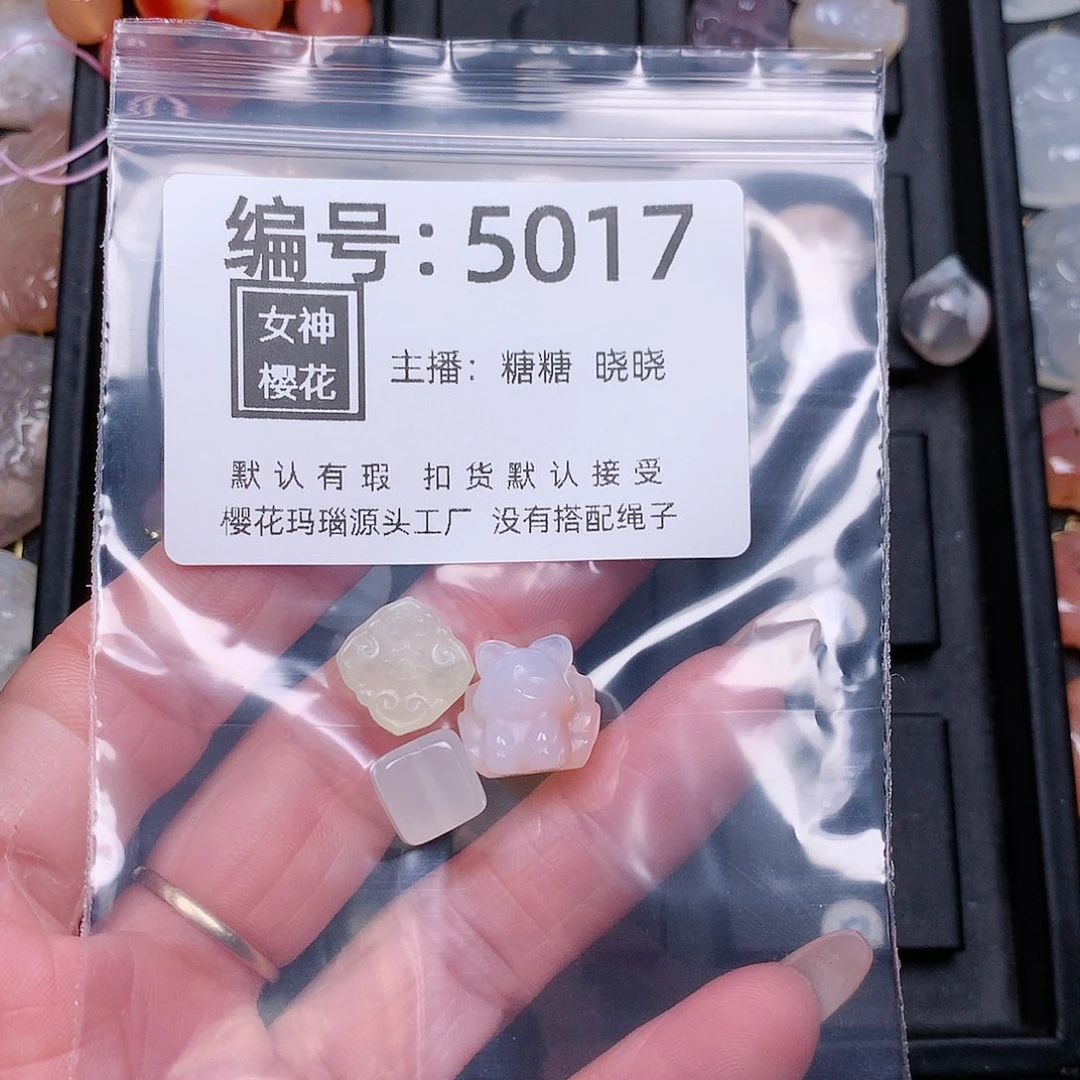 编号：5017
女神
樱花
主播：糖糖 晓晓
默认有瑕 扣货默认接受
樱花玛瑙源头工厂 没有搭配绳子